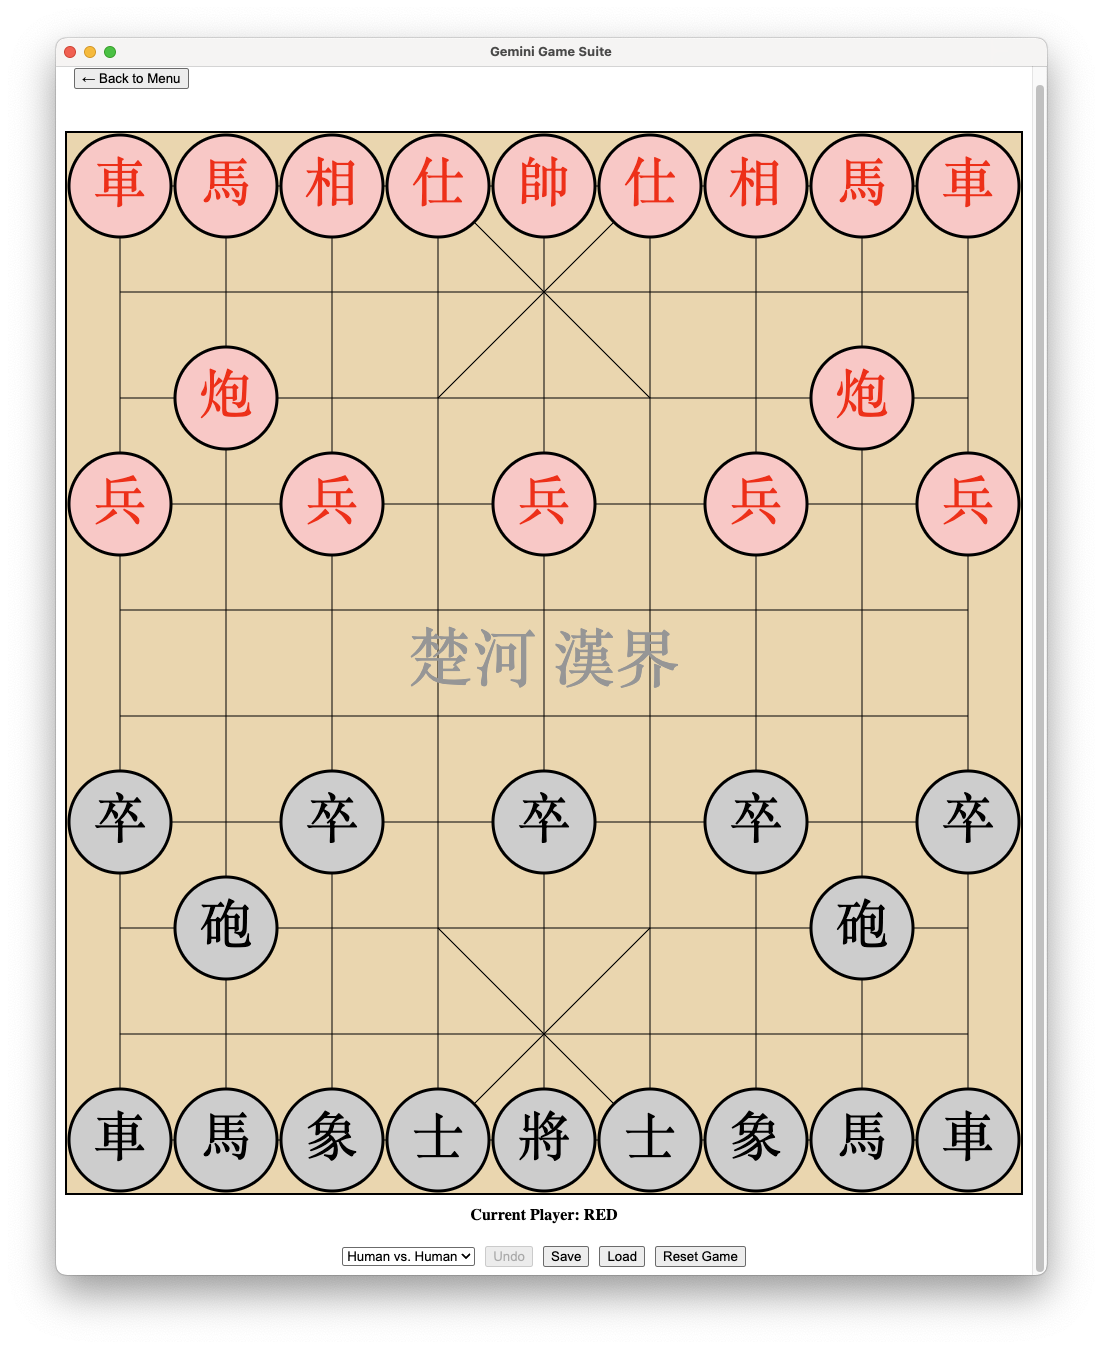 Gemini Game Suite
← Back to Menu
車 馬 相 仕 帥 仕 相 馬 車
炮 炮
兵 兵 兵 兵 兵
楚河 漢界
卒 卒 卒 卒 卒
砲 砲
車 馬 象 士 將 士 象 馬 車
Current Player: RED
Human vs. Human Undo Save Load Reset Game